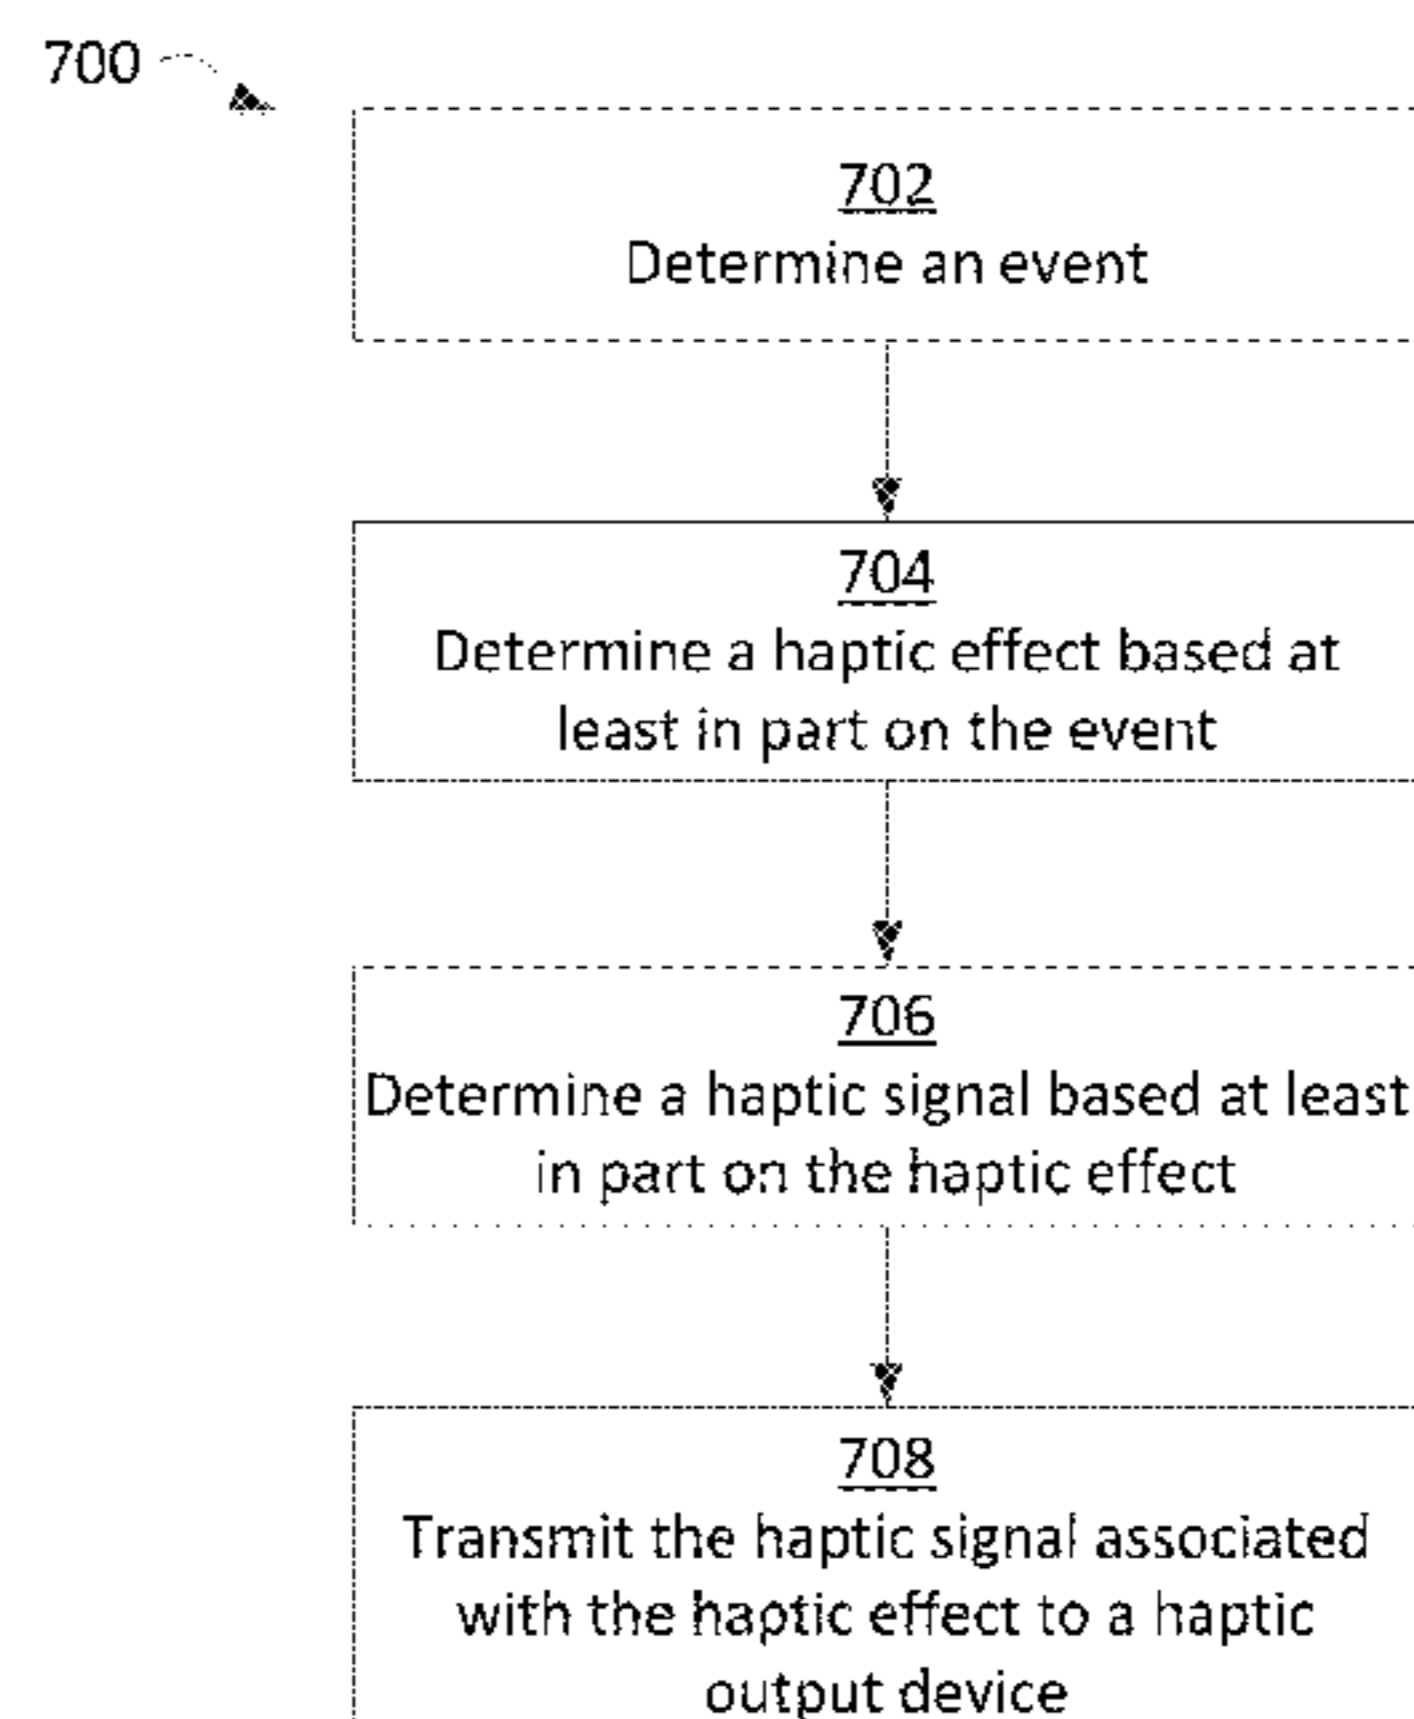 700
702
Determine an event
704
Determine a haptic effect based at
least in part on the event
706
Determine a haptic signal based at least
in part on the haptic effect
708
Transmit the haptic signal associated
with the haptic effect to a haptic
output device